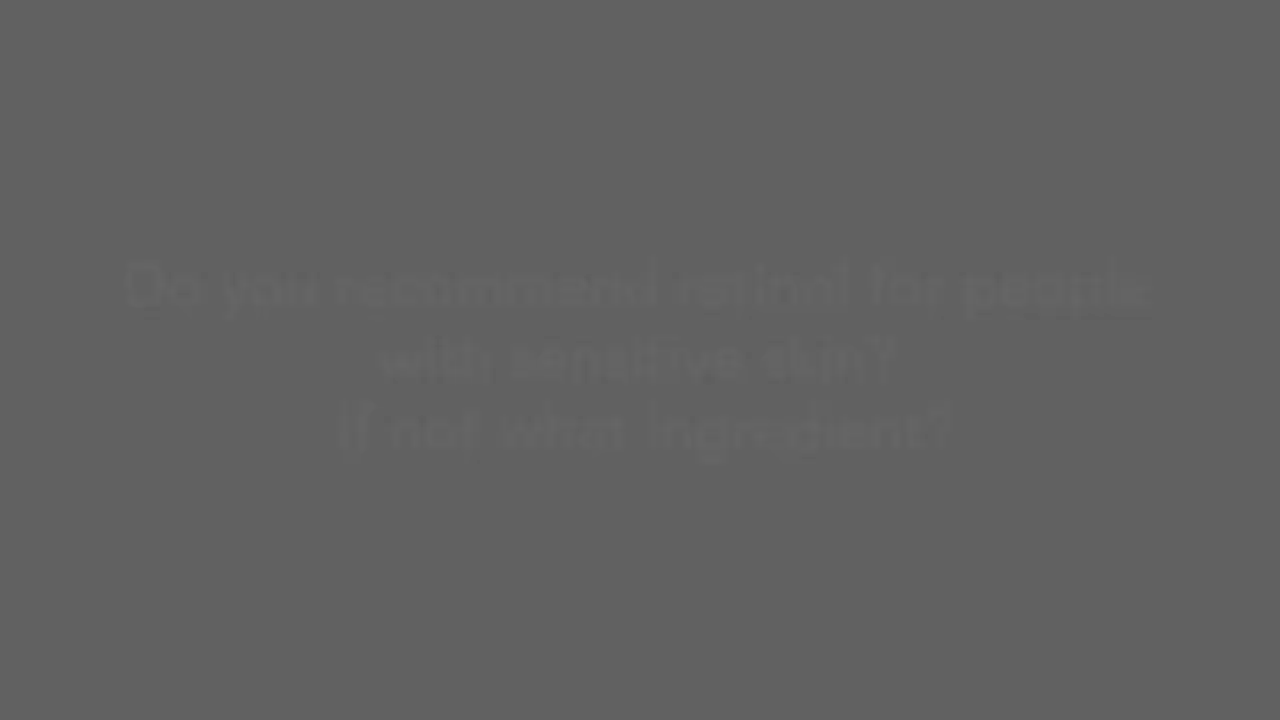 Do you recommend retinol for people
with sensitive skin?
If not what ingredient?